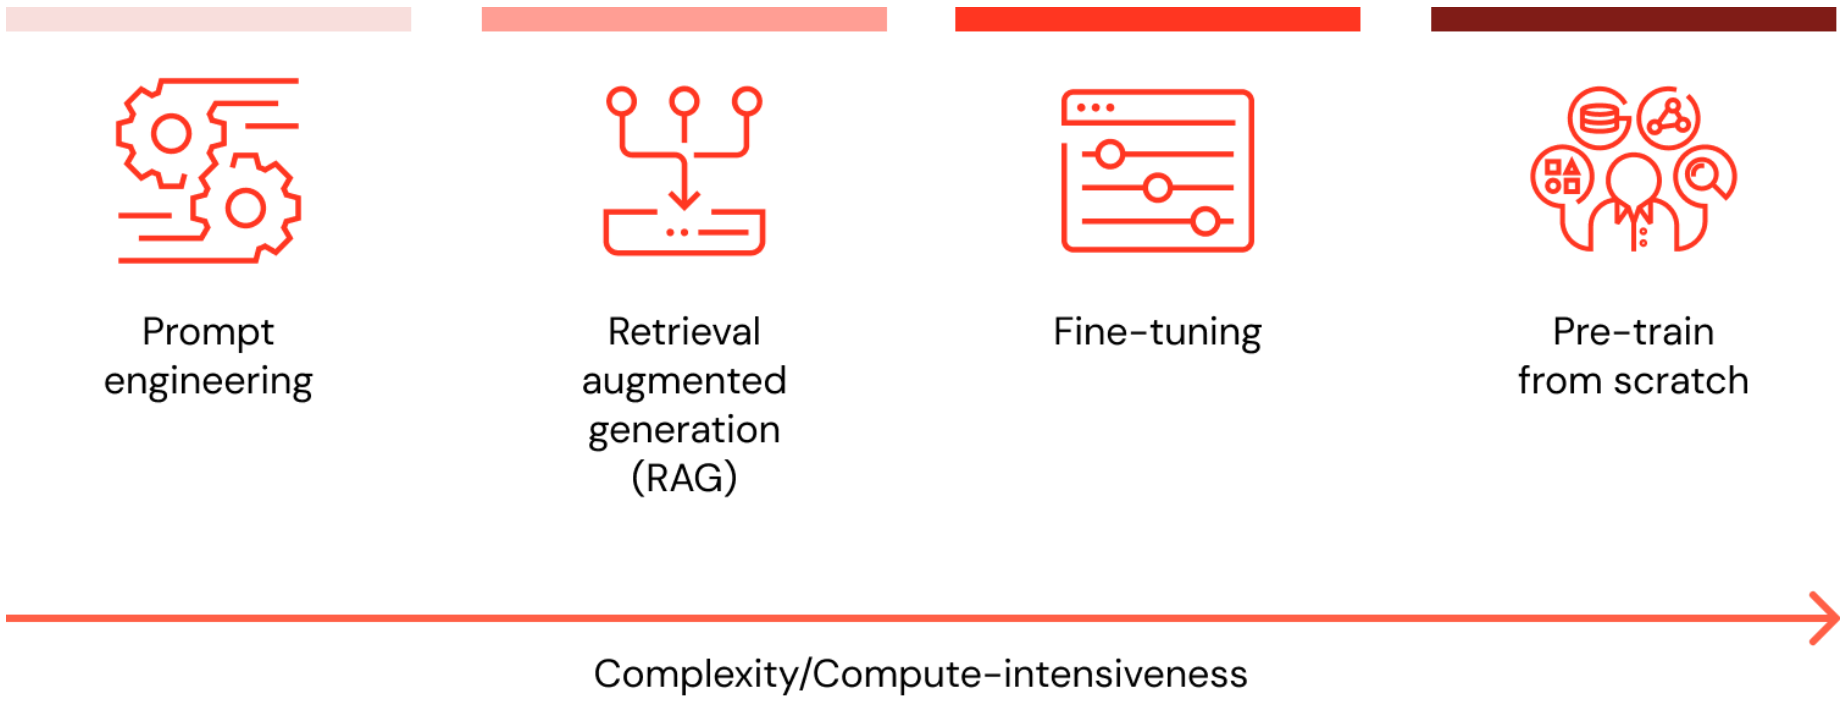 Prompt
engineering
Retrieval
augmented
generation
(RAG)
Fine-tuning
Pre-train
from scratch
Complexity/Compute-intensiveness